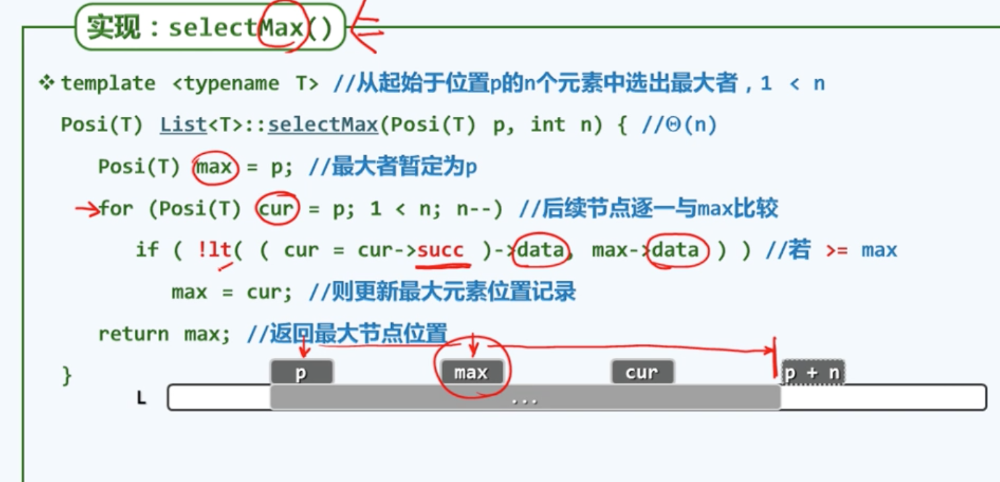 实现：selectMax()
❖ template <typename T> //从起始于位置p的n个元素中选出最大者，1 < n
Posi(T) List<T>::selectMax(Posi(T) p, int n) { //Θ(n)
Posi(T) max = p; //最大者暂定为p
for (Posi(T) cur = p; 1 < n; n--) //后续节点逐一与max比较
if ( !lt( ( cur = cur->succ )->data, max->data ) ) //若 >= max
max = cur; //则更新最大元素位置记录
return max; //返回最大节点位置
}
p max cur p + n
L ...